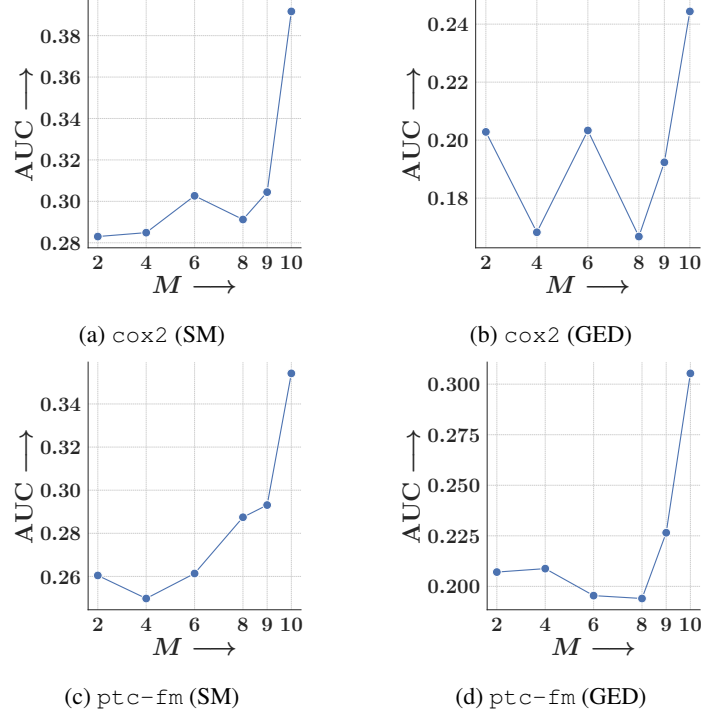 0.38
0.36
0.34
0.32
0.30
0.28
AUC ⟶
2 4 6 8 9 10
M ⟶
(a) cox2 (SM)
0.24
0.22
0.20
0.18
AUC ⟶
2 4 6 8 9 10
M ⟶
(b) cox2 (GED)
0.34
0.32
0.30
0.28
0.26
AUC ⟶
2 4 6 8 9 10
M ⟶
(c) ptc-fm (SM)
0.300
0.275
0.250
0.225
0.200
AUC ⟶
2 4 6 8 9 10
M ⟶
(d) ptc-fm (GED)